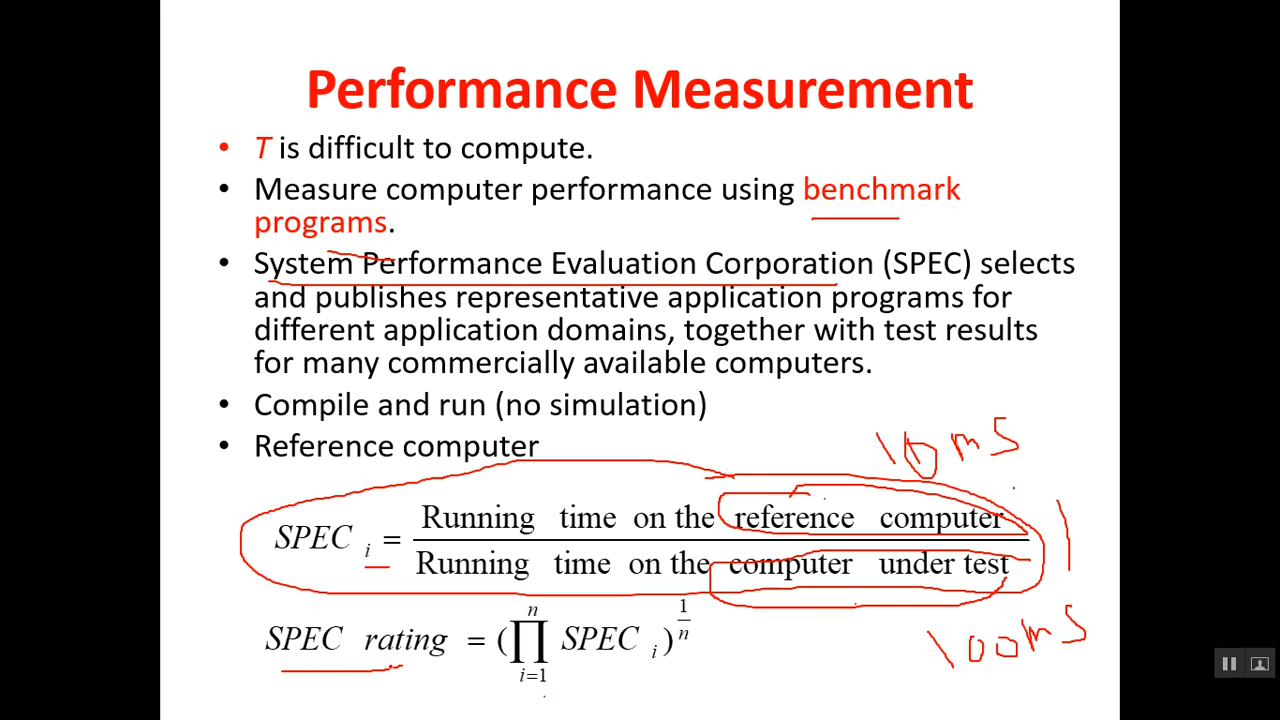 Performance Measurement
• T is difficult to compute.
• Measure computer performance using benchmark
programs.
• System Performance Evaluation Corporation (SPEC) selects
and publishes representative application programs for
different application domains, together with test results
for many commercially available computers.
• Compile and run (no simulation)
• Reference computer
10ms
SPEC i = Running time on the reference computer
Running time on the computer under test
1
100ms
SPEC rating = (∏ i=1 n SPEC i) 1/n